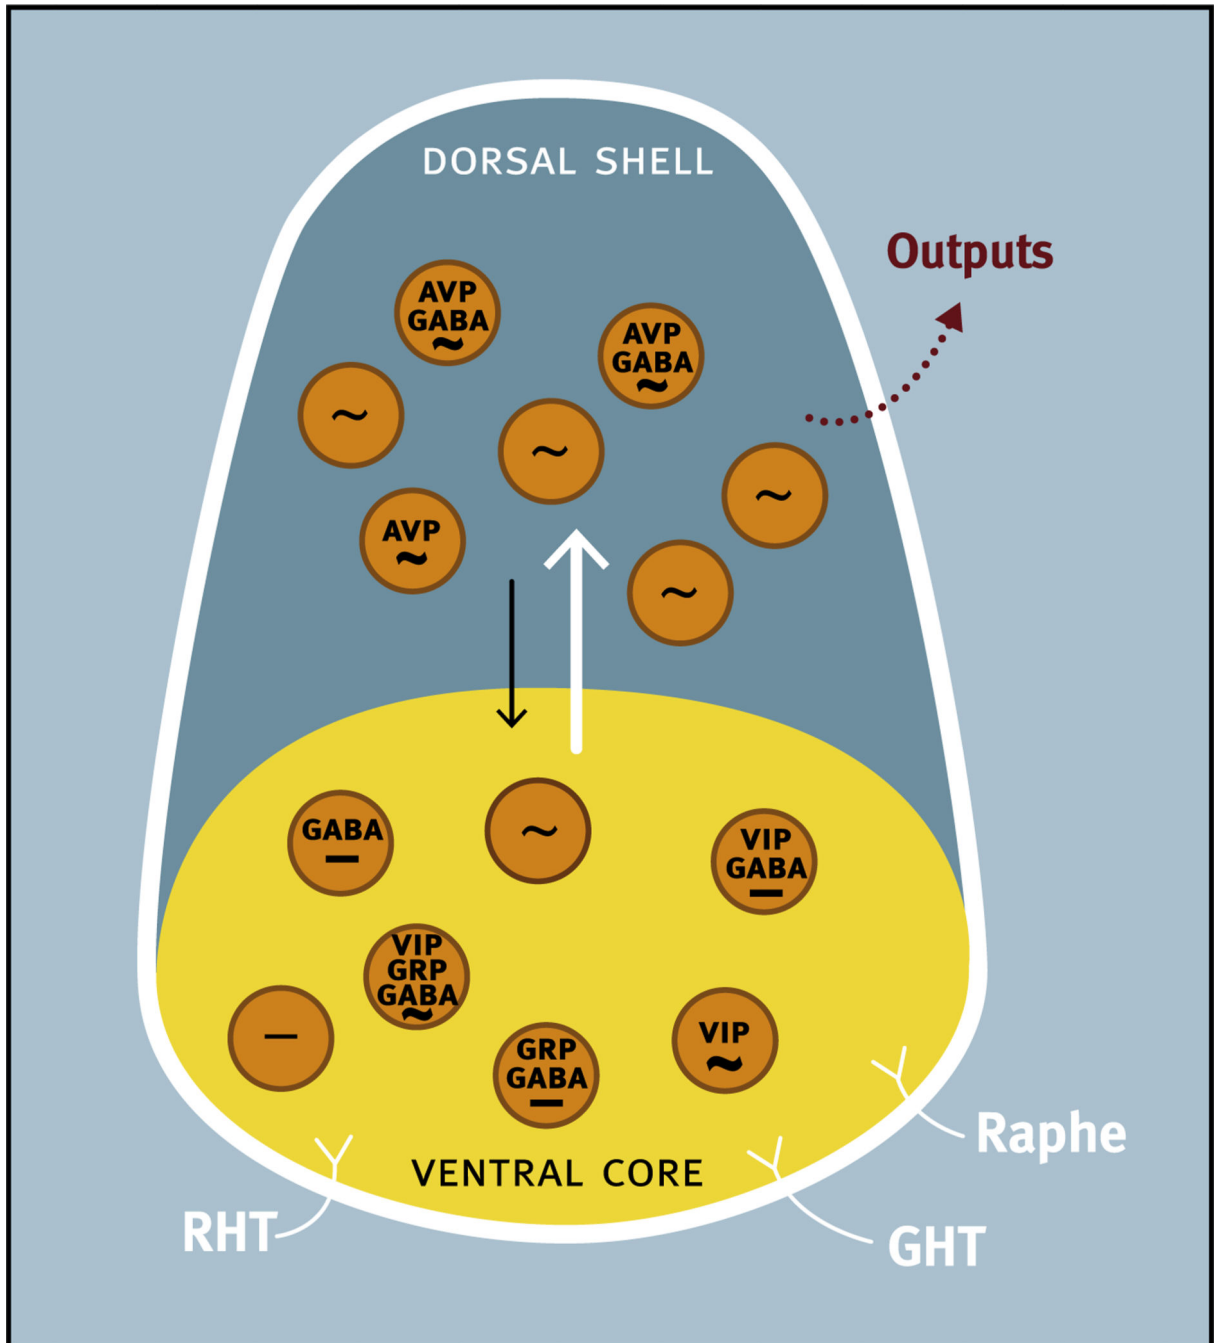 DORSAL SHELL
Outputs
AVP
GABA
~
AVP
GABA
~
~
~
~
AVP
~
~
~
GABA
—
VIP
GABA
—
VIP
GRP
GABA
~
—
GRP
GABA
—
VIP
~
Raphe
VENTRAL CORE
RHT
GHT